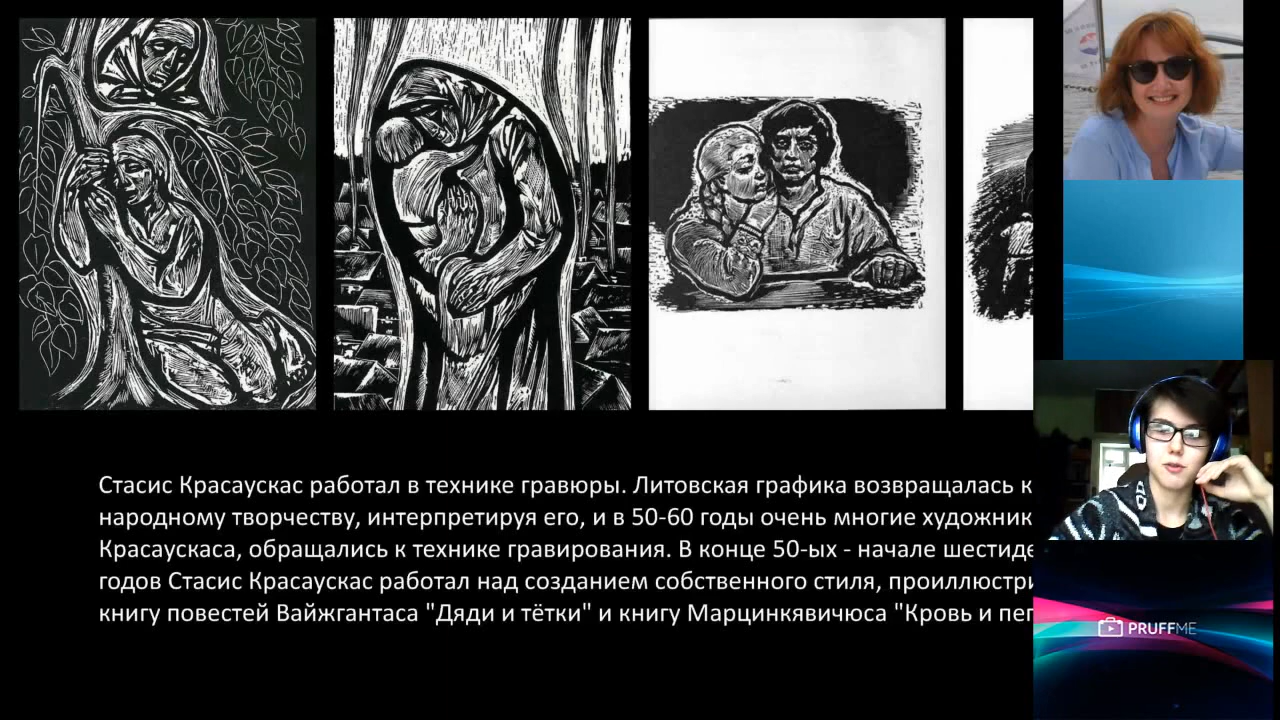 Стасис Красаускас работал в технике гравюры. Литовская графика возвращалась к
народному творчеству, интерпретируя его, и в 50-60 годы очень многие художник
Красаускаса, обращались к технике гравирования. В конце 50-ых - начале шестиде
годов Стасис Красаускас работал над созданием собственного стиля, проиллюстри
книгу повестей Вайжгантаса "Дяди и тётки" и книгу Марцинкявичюса "Кровь и
PRUFFME